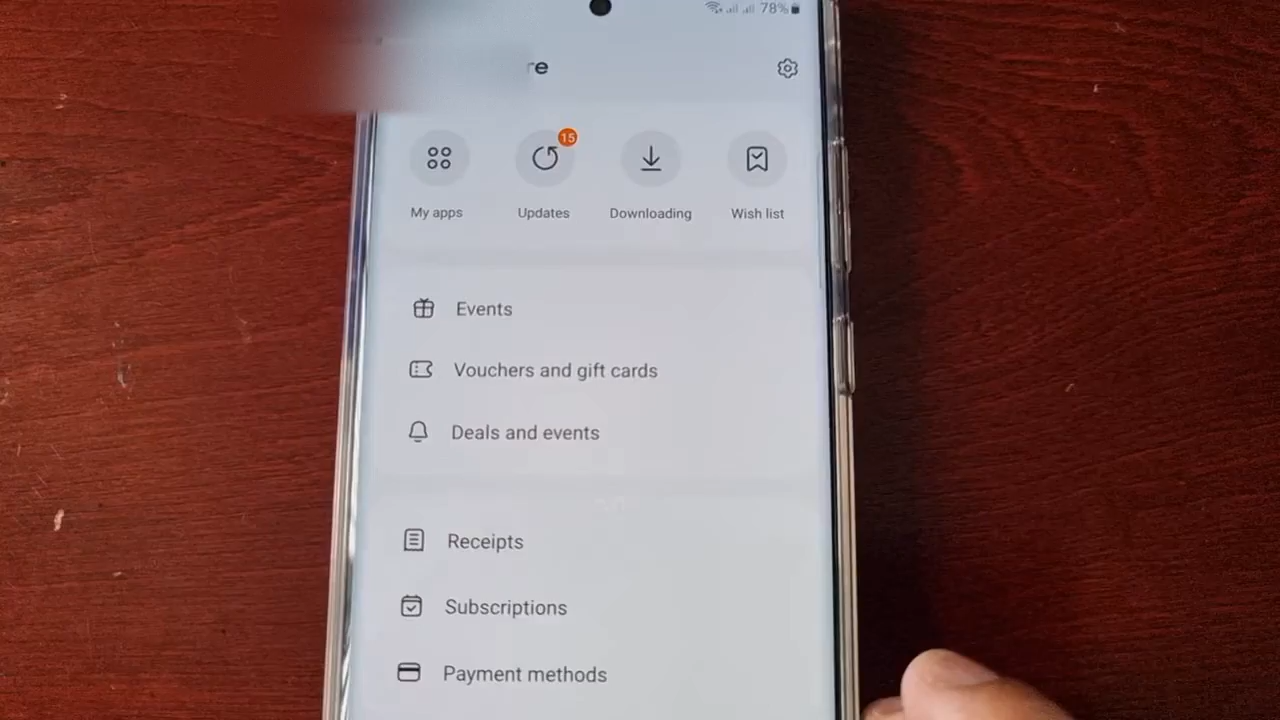 78%
15
My apps
Updates
Downloading
Wish list
Events
Vouchers and gift cards
Deals and events
Receipts
Subscriptions
Payment methods